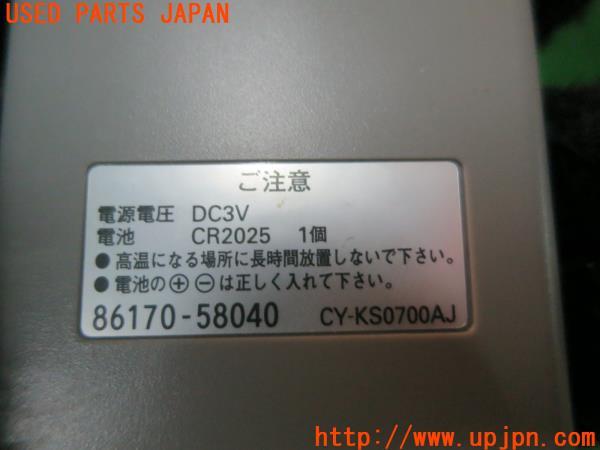 USED PARTS JAPAN
ご注意
電源電圧 DC3V
電池 CR2025 1個
●高温になる場所に長時間放置しないで下さい。
●電池の⊕⊖は正しく入れて下さい。
86170-58040 CY-KS0700AJ
http://www.upjpn.com/